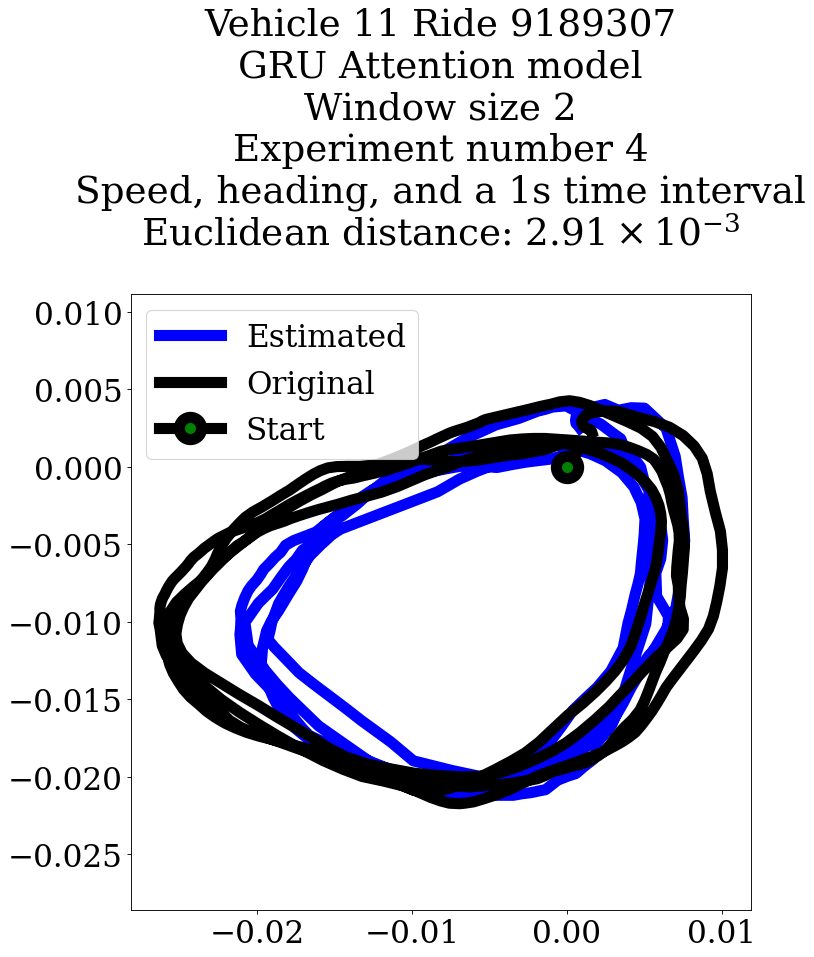 Vehicle 11 Ride 9189307
GRU Attention model
Window size 2
Experiment number 4
Speed, heading, and a 1s time interval
Euclidean distance: 2.91 × 10⁻³
0.010
0.005
0.000
−0.005
−0.010
−0.015
−0.020
−0.025
Estimated
Original
Start
−0.02
−0.01
0.00
0.01